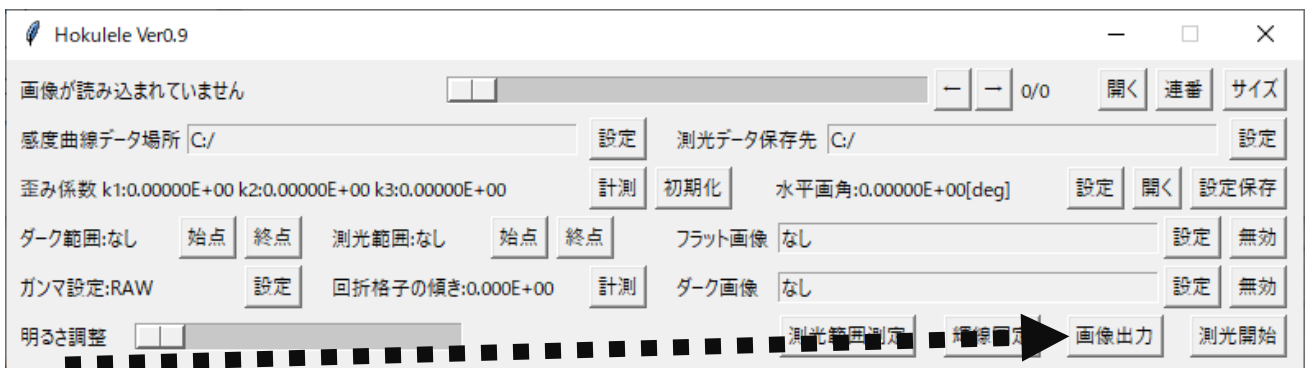 Hokulele Ver0.9
画像が読み込まれていません ← → 0/0 開く 連番 サイズ
感度曲線データ場所 C:/ 設定 測光データ保存先 C:/ 設定
歪み係数 k1:0.00000E+00 k2:0.00000E+00 k3:0.00000E+00 計測 初期化 水平画角:0.00000E+00[deg] 設定 開く 設定保存
ダーク範囲:なし 始点 終点 測光範囲:なし 始点 終点 フラット画像 なし 設定 無効
ガンマ設定:RAW 設定 回折格子の傾き:0.000E+00 計測 ダーク画像 なし 設定 無効
明るさ調整 測光範囲測定 輝線固定 画像出力 測光開始